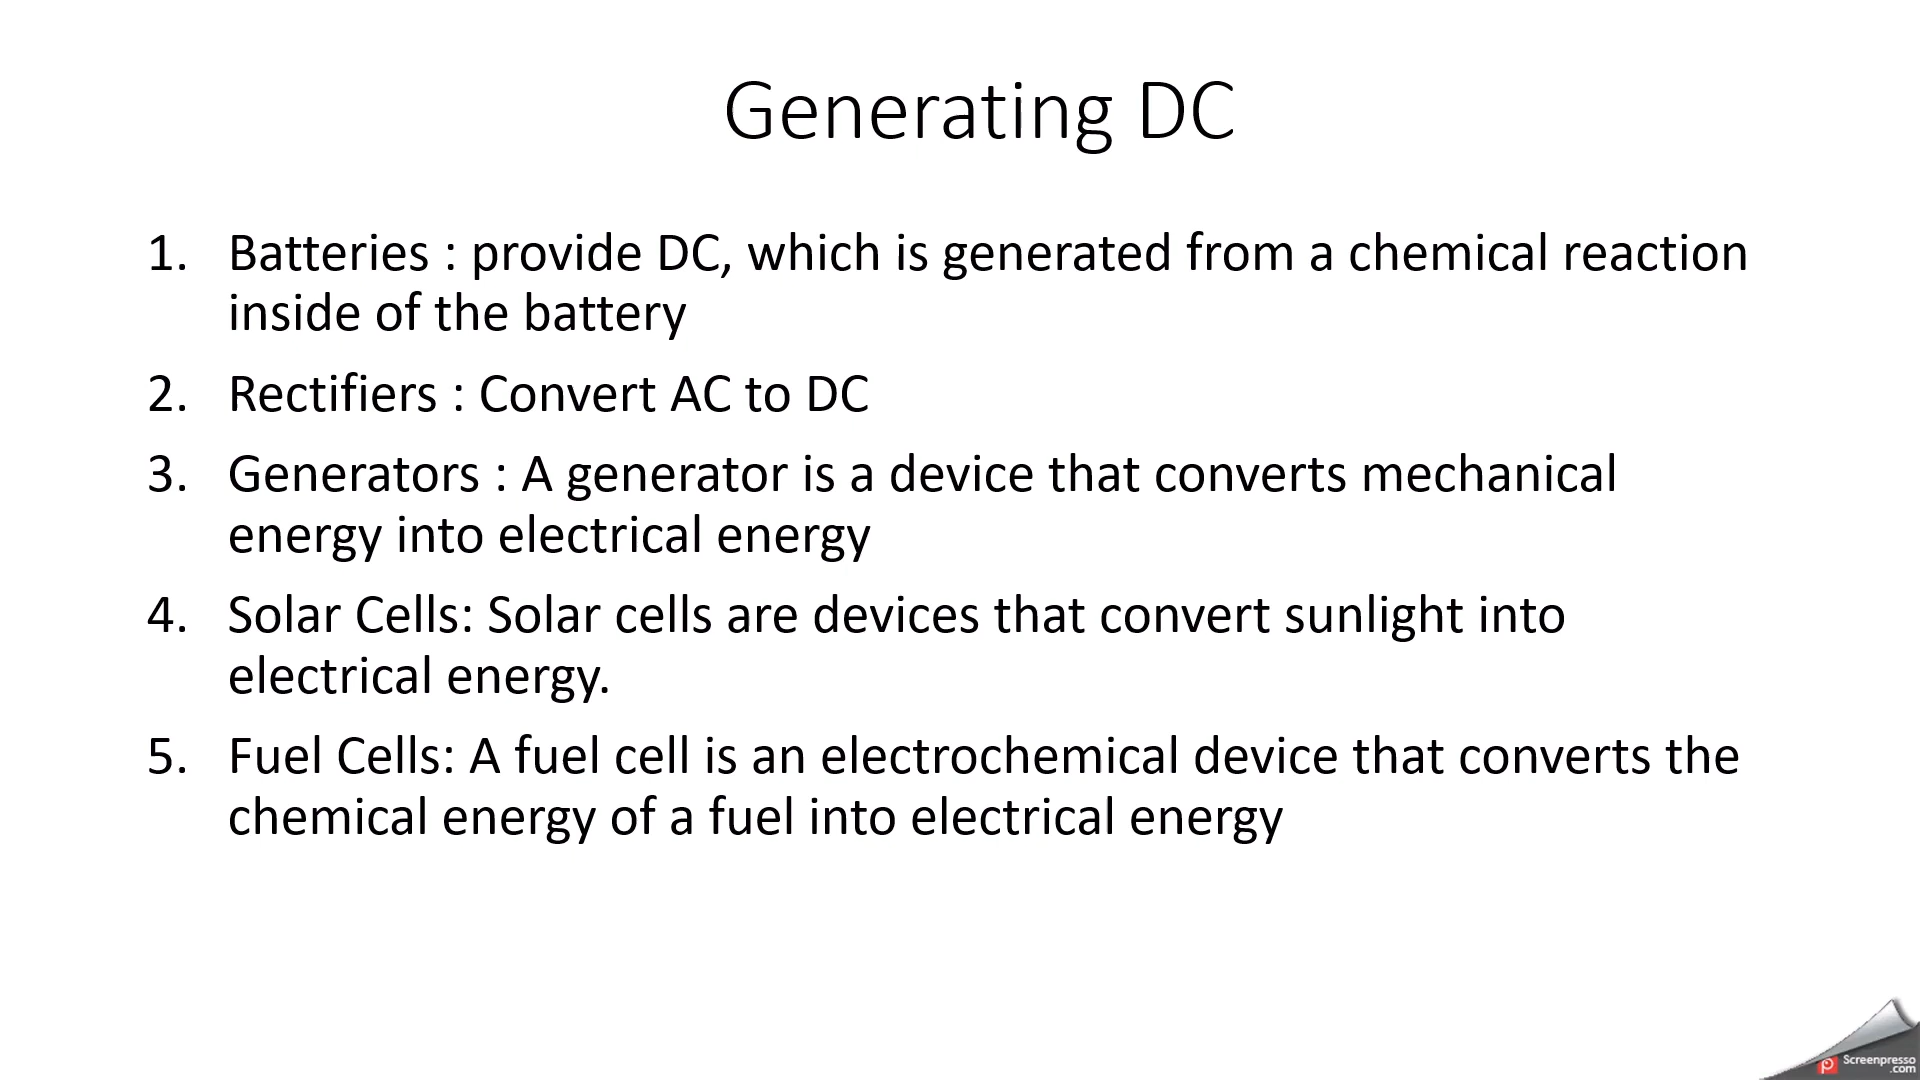 Generating DC
1. Batteries : provide DC, which is generated from a chemical reaction
inside of the battery
2. Rectifiers : Convert AC to DC
3. Generators : A generator is a device that converts mechanical
energy into electrical energy
4. Solar Cells: Solar cells are devices that convert sunlight into
electrical energy.
5. Fuel Cells: A fuel cell is an electrochemical device that converts the
chemical energy of a fuel into electrical energy
Screenpresso
.com